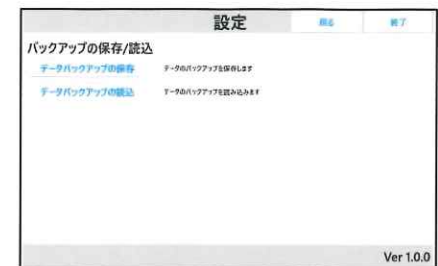 設定
戻る
終了
バックアップの保存/読込
データバックアップの保存
データのバックアップを保存します
データバックアップの読込
データのバックアップを読み込みます
Ver 1.0.0